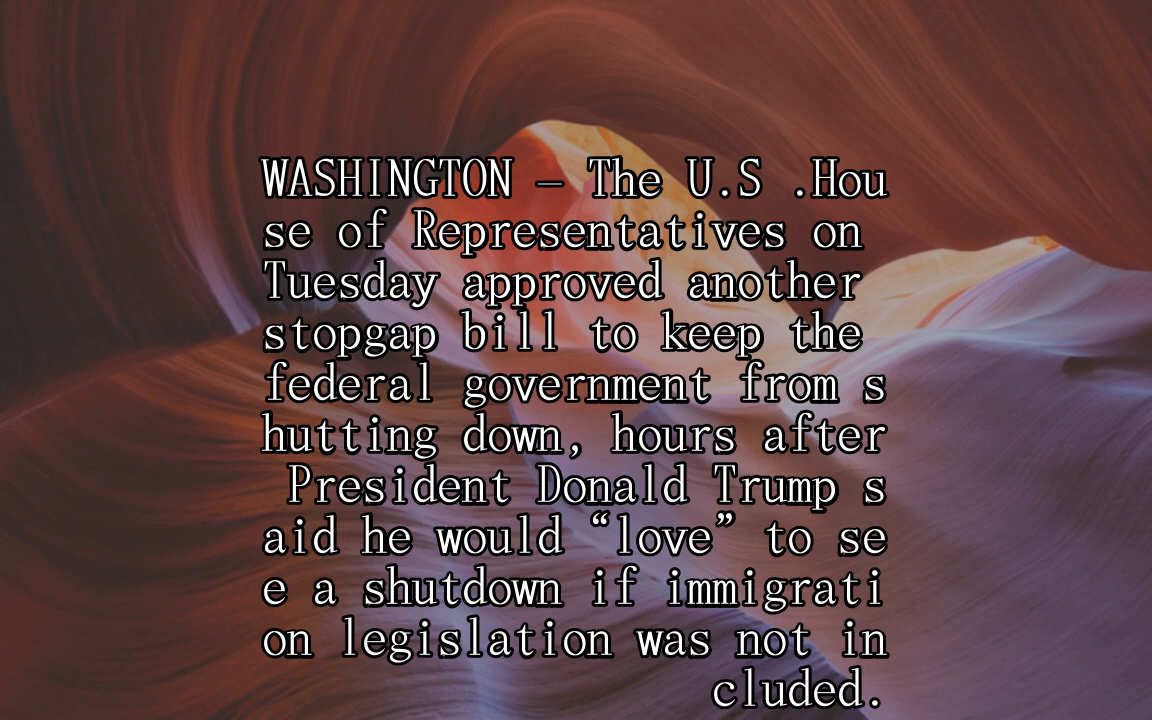 WASHINGTON — The U.S .Hou
se of Representatives on
Tuesday approved another
stopgap bill to keep the
federal government from s
hutting down, hours after
President Donald Trump s
aid he would “love” to se
e a shutdown if immigrati
on legislation was not in
cluded.